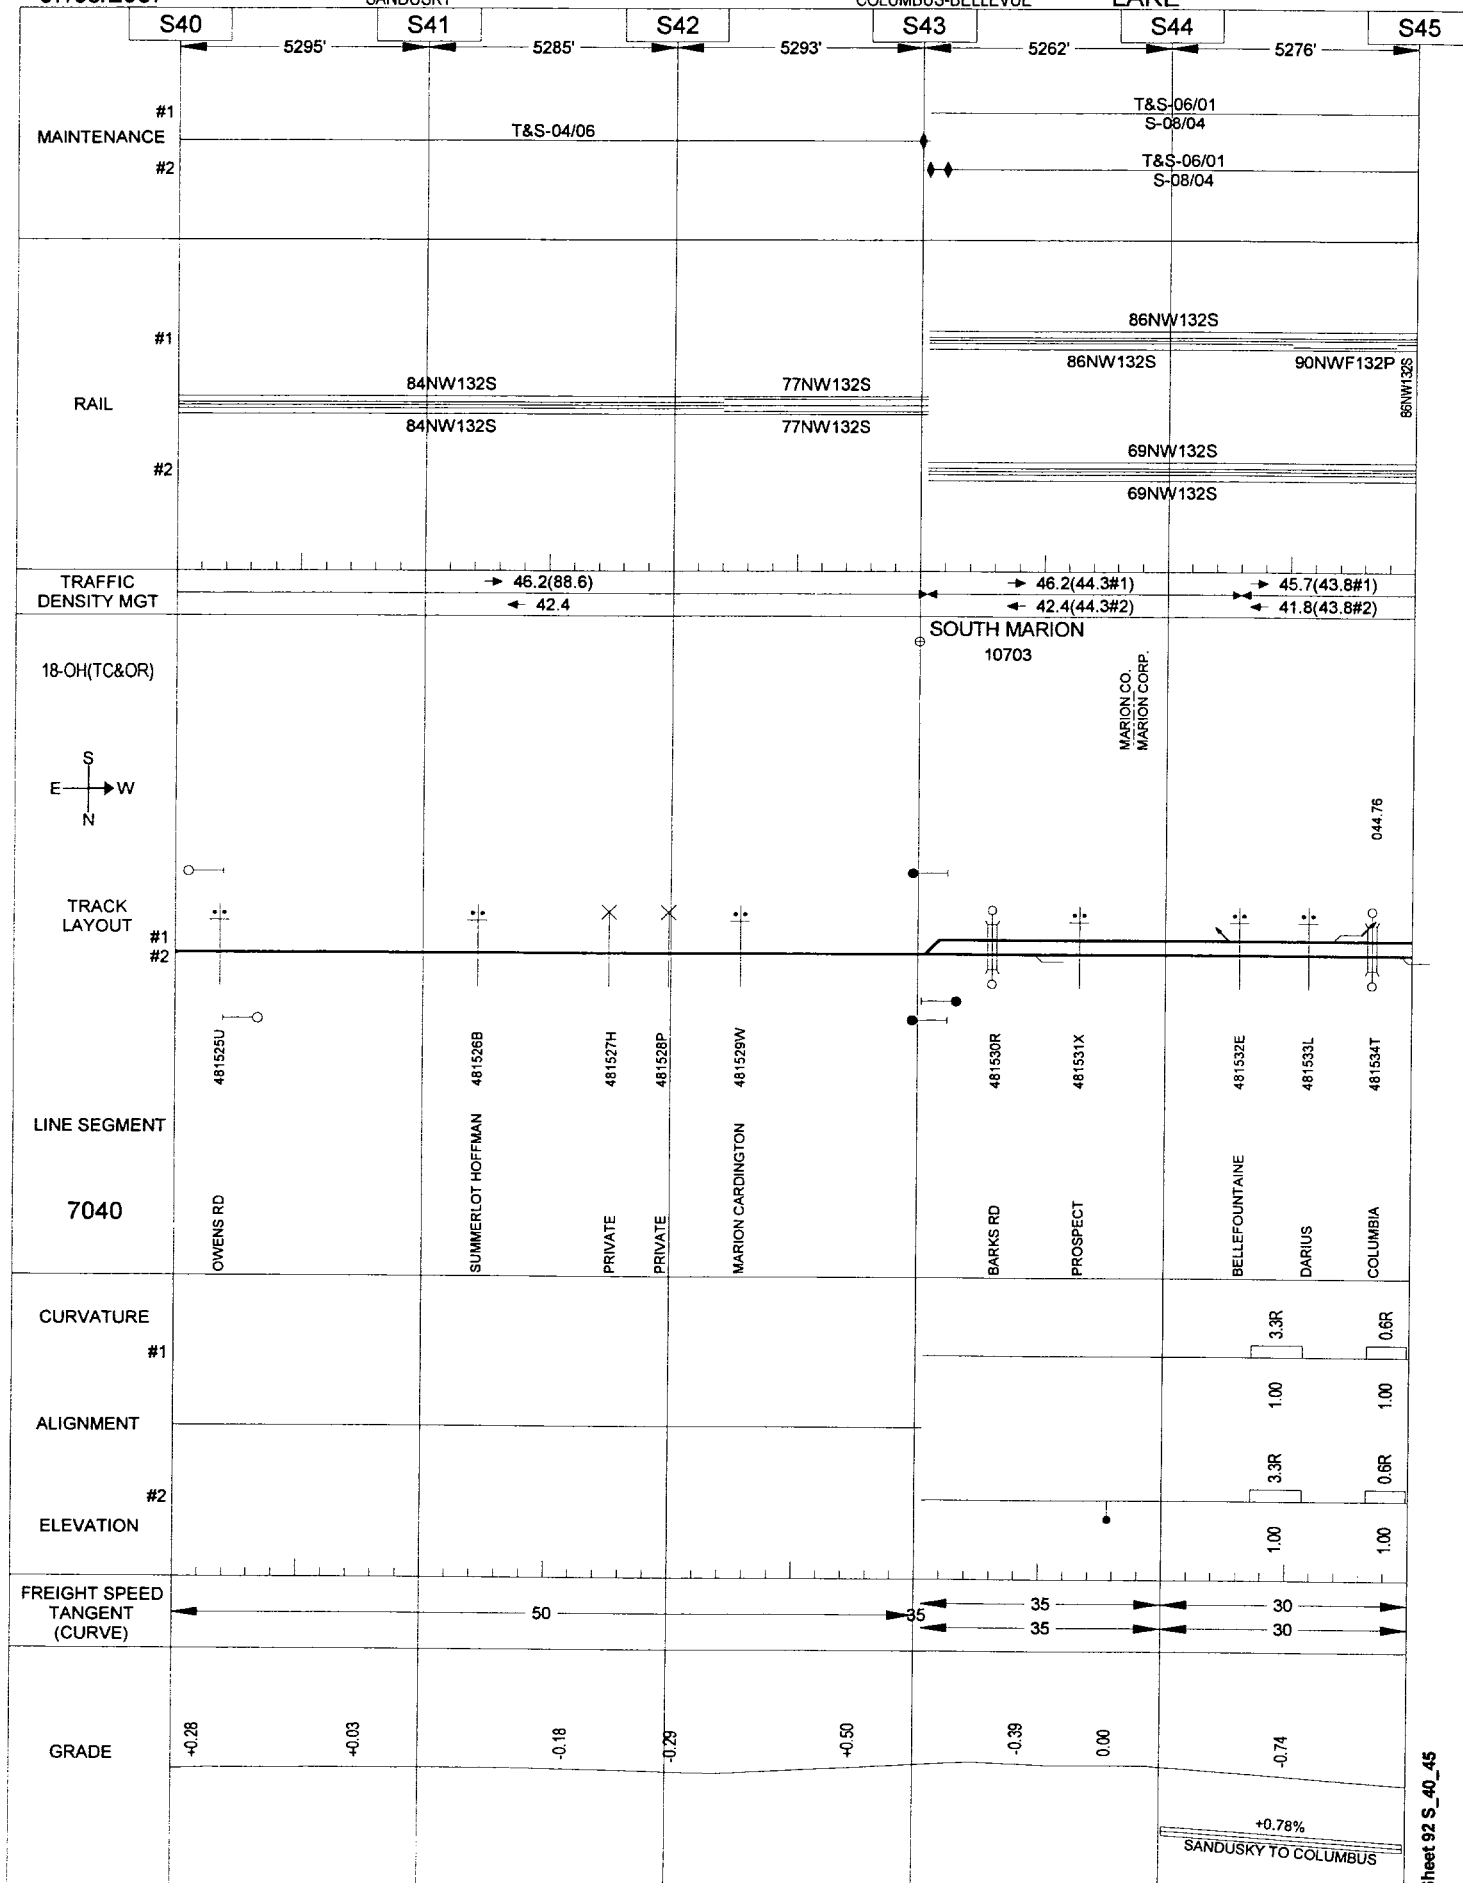 LAKE
S40 S41 S42 S43 S44 S45
5295' 5285' 5293' 5262' 5276'
MAINTENANCE
#1
#2
T&S-04/06
T&S-06/01
S-08/04
T&S-06/01
S-08/04
RAIL
#1
#2
84NW132S
84NW132S
77NW132S
77NW132S
86NW132S
86NW132S
90NWF132P
86NW132S
69NW132S
69NW132S
TRAFFIC
DENSITY MGT
46.2(88.6)
42.4
46.2(44.3#1)
42.4(44.3#2)
45.7(43.8#1)
41.8(43.8#2)
SOUTH MARION
10703
18-OH(TC&OR)
MARION CO.
MARION CORP.
S
E W
N
044.76
TRACK
LAYOUT
#1
#2
481525U
481526B
481527H
481528P
481529W
481530R
481531X
481532E
481533L
481534T
LINE SEGMENT
7040
OWENS RD
SUMMERLOT HOFFMAN
PRIVATE
PRIVATE
MARION CARDINGTON
BARKS RD
PROSPECT
BELLEFOUNTAINE
DARIUS
COLUMBIA
CURVATURE
#1
3.3R
0.6R
1.00
1.00
ALIGNMENT
#2
3.3R
0.6R
ELEVATION
1.00
1.00
FREIGHT SPEED
TANGENT
(CURVE)
50
35
35
35
30
30
GRADE
+0.28
+0.03
-0.18
-0.29
+0.50
-0.39
0.00
-0.74
+0.78%
SANDUSKY TO COLUMBUS
92 S_40_45